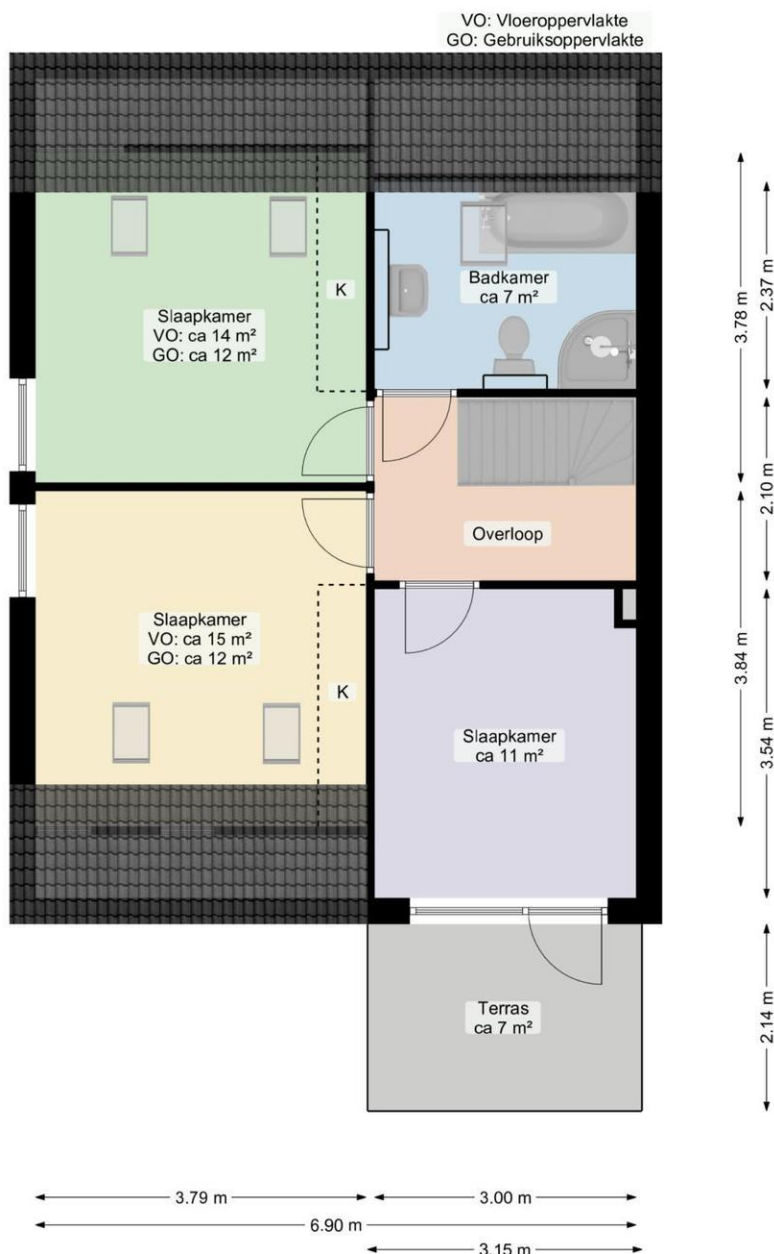 VO: Vloeroppervlakte
GO: Gebruiksoppervlakte
Slaapkamer
VO: ca 14 m²
GO: ca 12 m²
K
Badkamer
ca 7 m²
3.78 m
2.37 m
2.10 m
Overloop
Slaapkamer
VO: ca 15 m²
GO: ca 12 m²
K
Slaapkamer
ca 11 m²
3.84 m
3.54 m
Terras
ca 7 m²
2.14 m
3.79 m
3.00 m
6.90 m
3.15 m